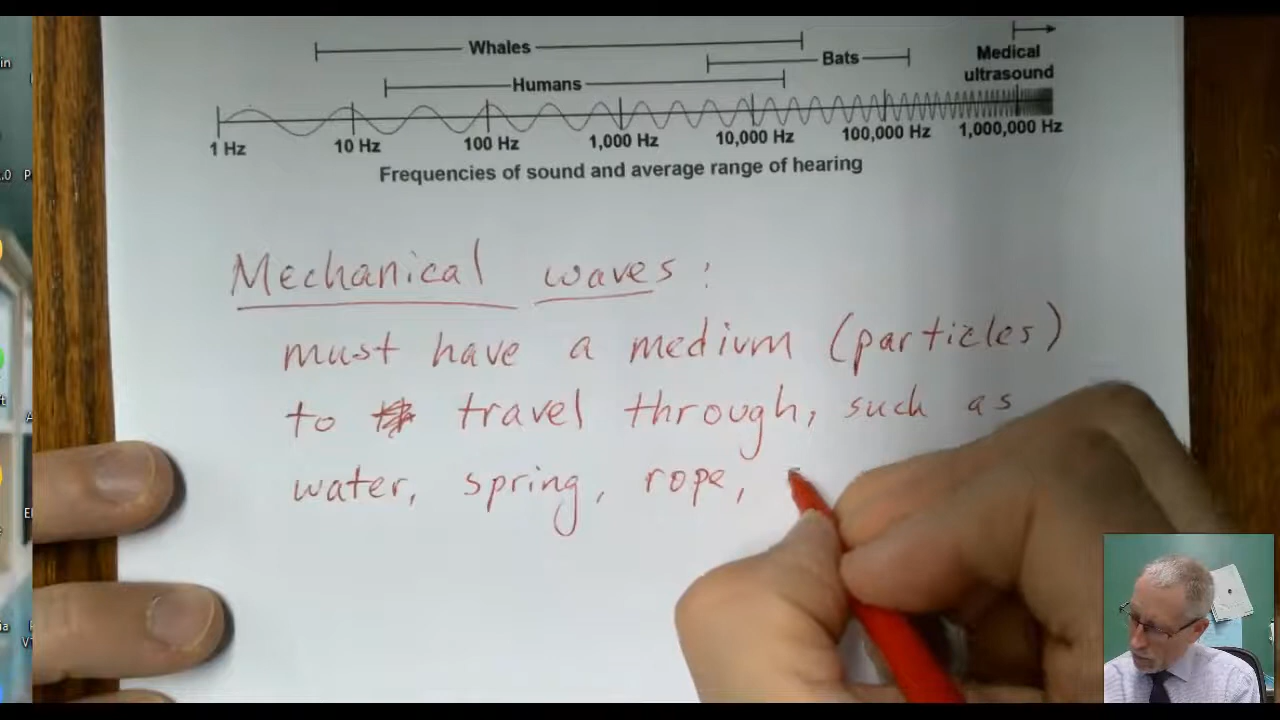 Whales
Bats
Medical
ultrasound
Humans
1 Hz 10 Hz 100 Hz 1,000 Hz 10,000 Hz 100,000 Hz 1,000,000 Hz
Frequencies of sound and average range of hearing
Mechanical waves:
must have a medium (particles)
to travel through, such as
water, spring, rope,